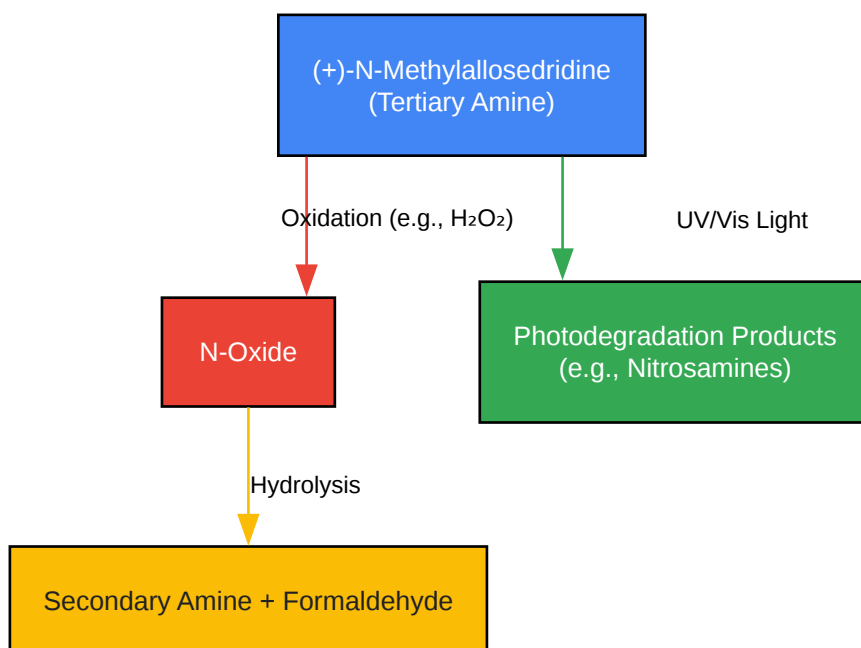 (+)-N-Methylallosedridine
(Tertiary Amine)
Oxidation (e.g., H₂O₂)
UV/Vis Light
N-Oxide
Photodegradation Products
(e.g., Nitrosamines)
Hydrolysis
Secondary Amine + Formaldehyde